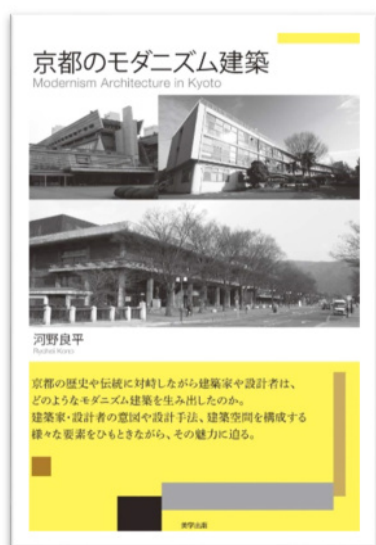 京都のモダニズム建築
Modernism Architecture in Kyoto
河野良平
Ryohei Kono
京都の歴史や伝統に対峙しながら建築家や設計者は、
どのようなモダニズム建築を生み出したのか。
建築家・設計者の意図や設計手法、建築空間を構成する
様々な要素をひもときながら、その魅力に迫る。
美学出版